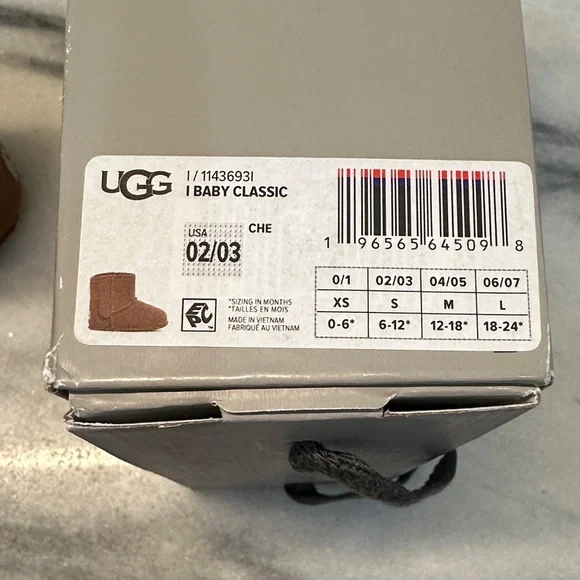 UGG
I / 1143693I
I BABY CLASSIC
USA
02/03
CHE
*SIZING IN MONTHS
*TAILLES EN MOIS
EPC
MADE IN VIETNAM
FABRIQUÉ AU VIETNAM
1 96565 64509 8
0/1 02/03 04/05 06/07
XS S M L
0-6* 6-12* 12-18* 18-24*